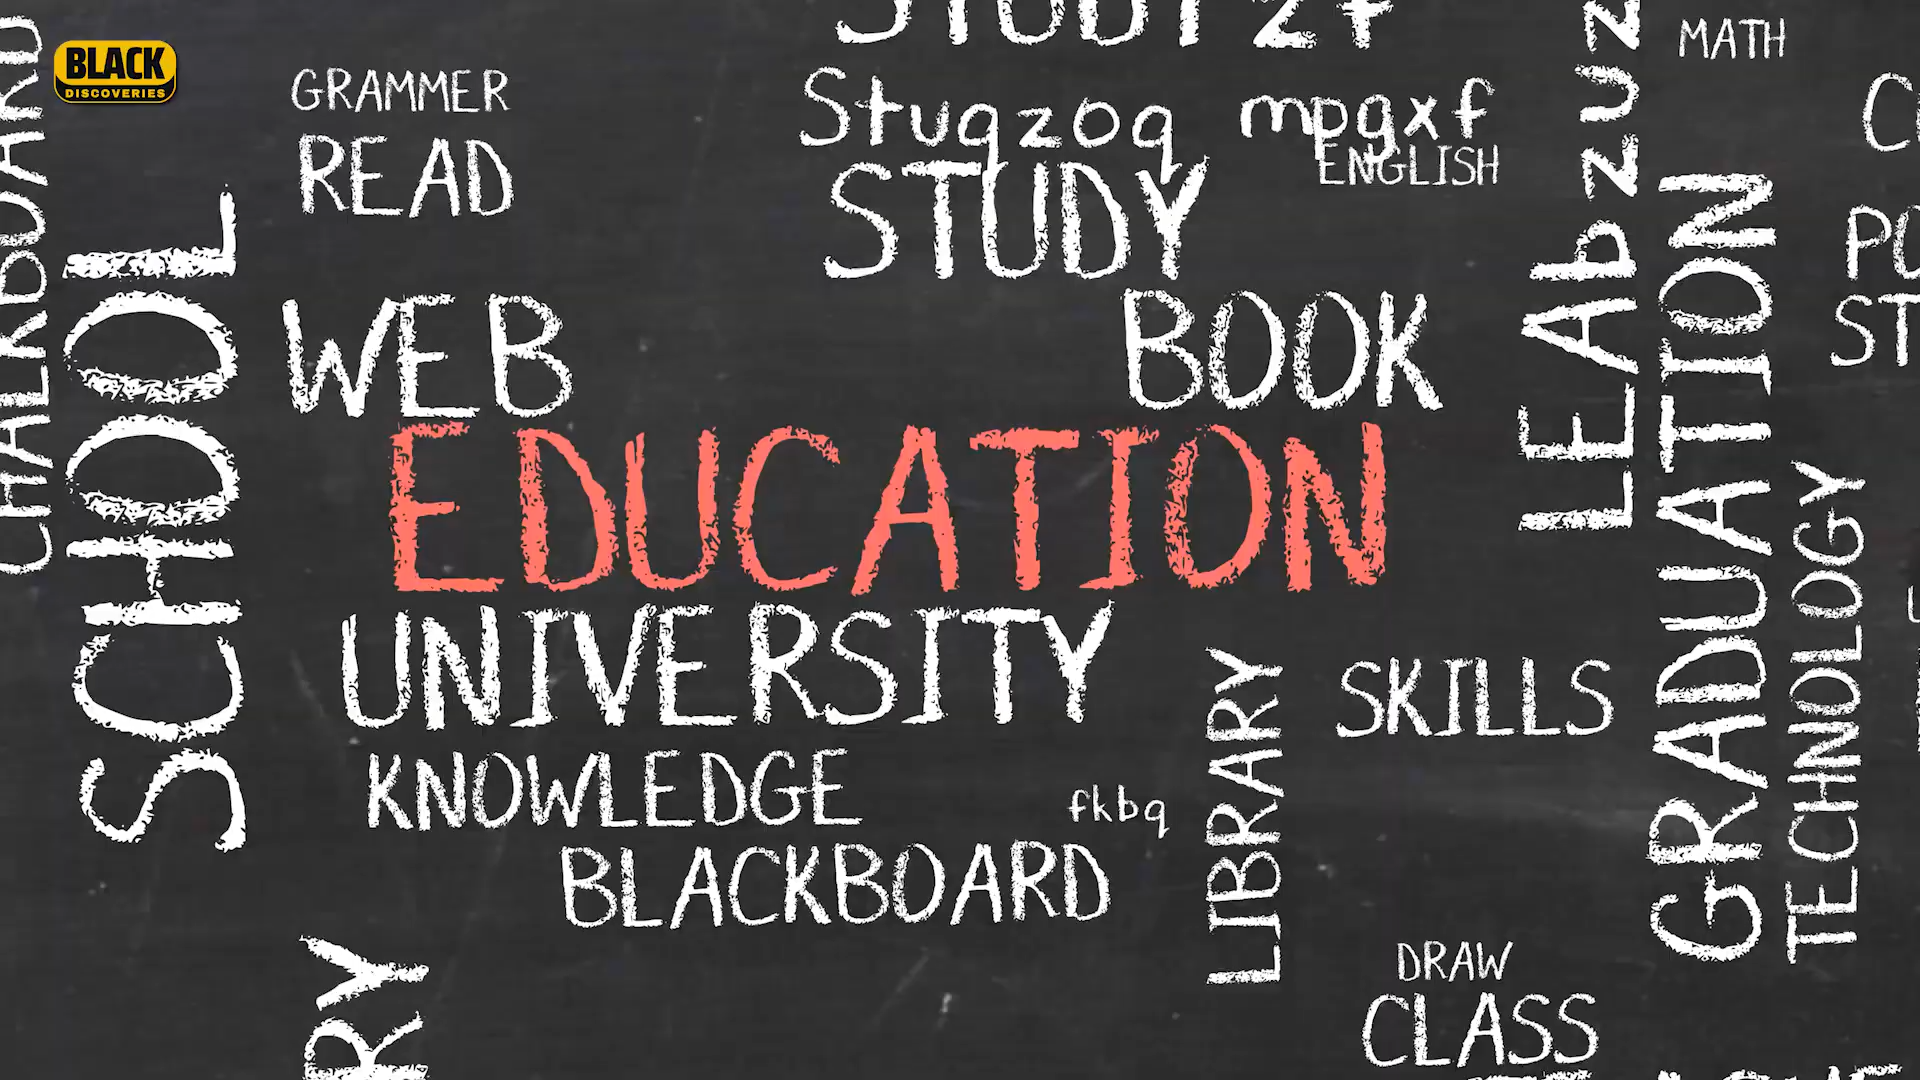 BLACK
DISCOVERIES
MATH
GRAMMER
READ
Stuqzoq
mpgxf
ENGLISH
STUDY
CHALKBOARD
SCHOOL
WEB
BOOK
LEAbzuz
GRADUATION
EDUCATION
UNIVERSITY
TECHNOLOGY
LIBRARY
SKILLS
KNOWLEDGE
fkbq
BLACKBOARD
DRAW
CLASS